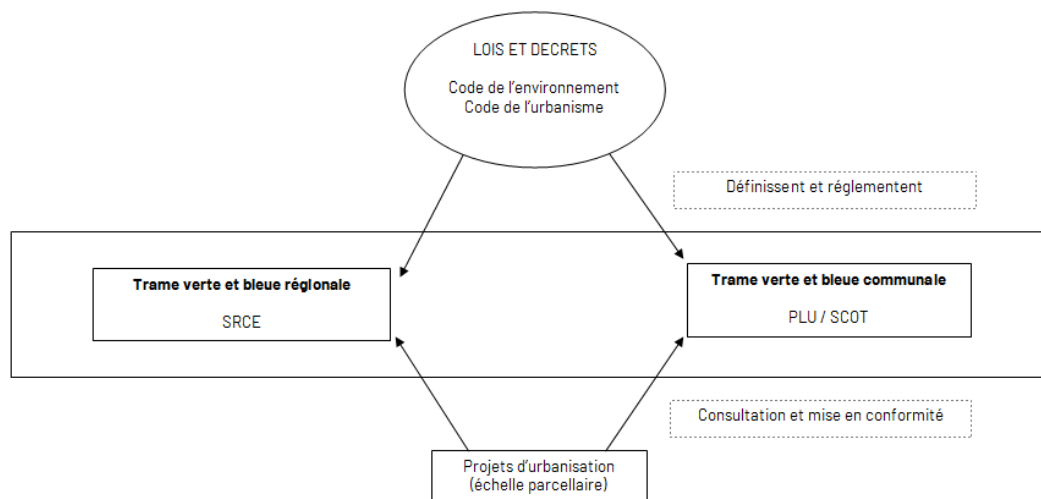 LOIS ET DECRETS
Code de l'environnement
Code de l'urbanisme
Définissent et réglementent
Trame verte et bleue régionale
SRCE
Trame verte et bleue communale
PLU / SCOT
Consultation et mise en conformité
Projets d'urbanisation
(échelle parcellaire)